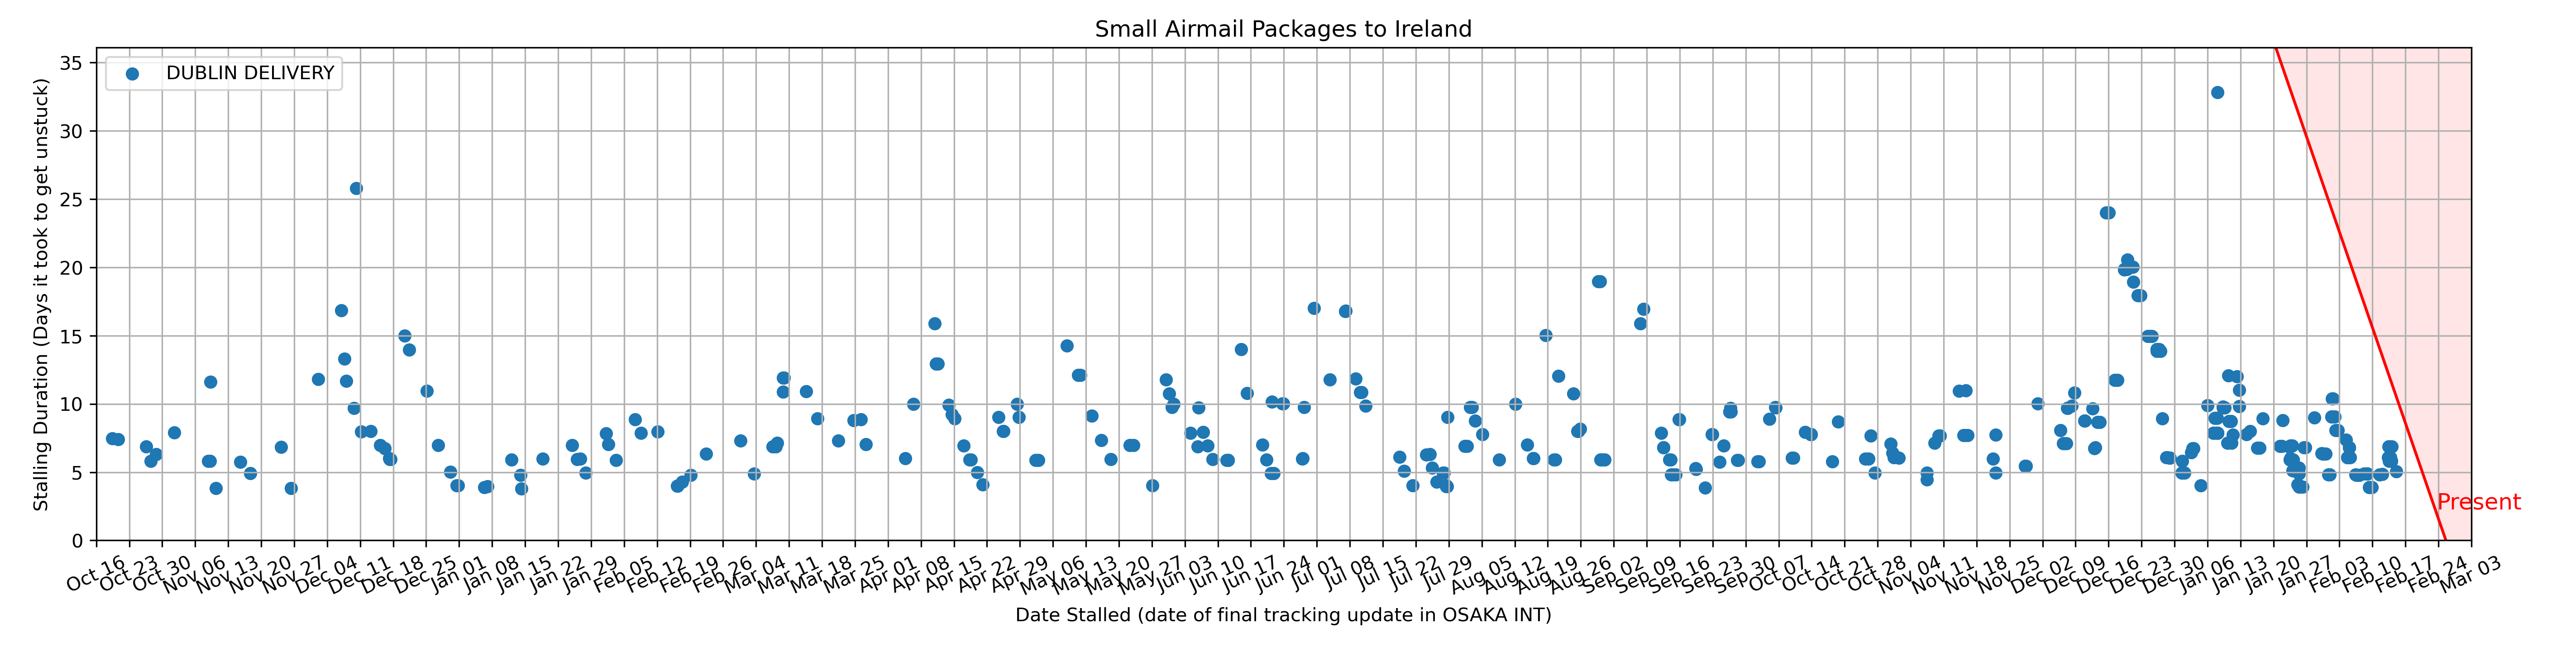 Small Airmail Packages to Ireland
DUBLIN DELIVERY
Stalling Duration (Days it took to get unstuck)
35
30
25
20
15
10
5
0
Present
Oct 16
Oct 23
Oct 30
Nov 06
Nov 13
Nov 20
Nov 27
Dec 04
Dec 11
Dec 18
Dec 25
Jan 01
Jan 08
Jan 15
Jan 22
Jan 29
Feb 05
Feb 12
Feb 19
Feb 26
Mar 04
Mar 11
Mar 18
Mar 25
Apr 01
Apr 08
Apr 15
Apr 22
Apr 29
May 06
May 13
May 20
May 27
Jun 03
Jun 10
Jun 17
Jun 24
Jul 01
Jul 08
Jul 15
Jul 22
Jul 29
Aug 05
Aug 12
Aug 19
Aug 26
Sep 02
Sep 09
Sep 16
Sep 23
Sep 30
Oct 07
Oct 14
Oct 21
Oct 28
Nov 04
Nov 11
Nov 18
Nov 25
Dec 02
Dec 09
Dec 16
Dec 23
Dec 30
Jan 06
Jan 13
Jan 20
Jan 27
Feb 03
Feb 10
Feb 17
Feb 24
Mar 03
Date Stalled (date of final tracking update in OSAKA INT)